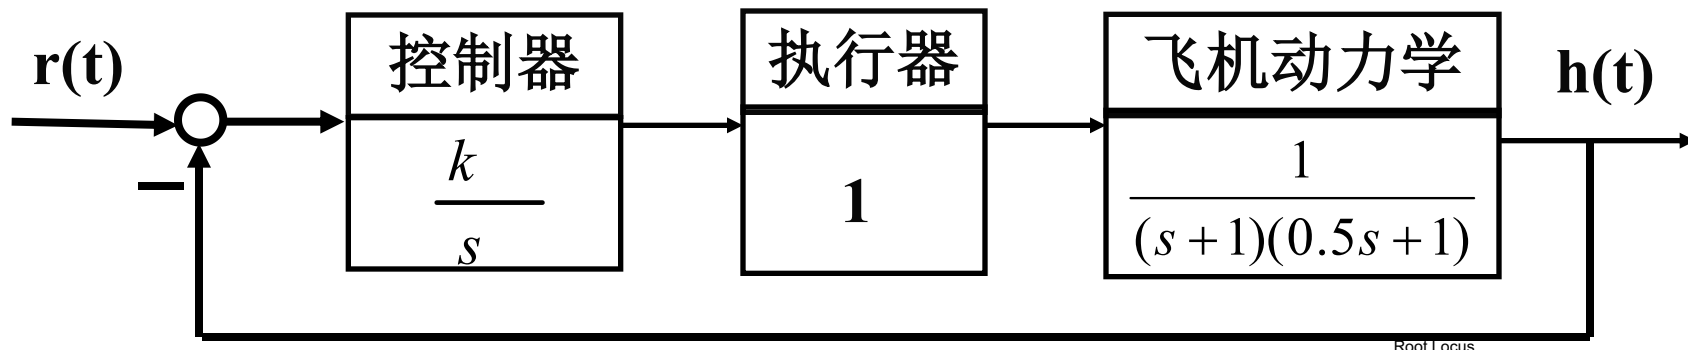 r(t)
控制器
执行器
飞机动力学
h(t)
k
s
1
1
(s + 1)(0.5s + 1)
Root Locus